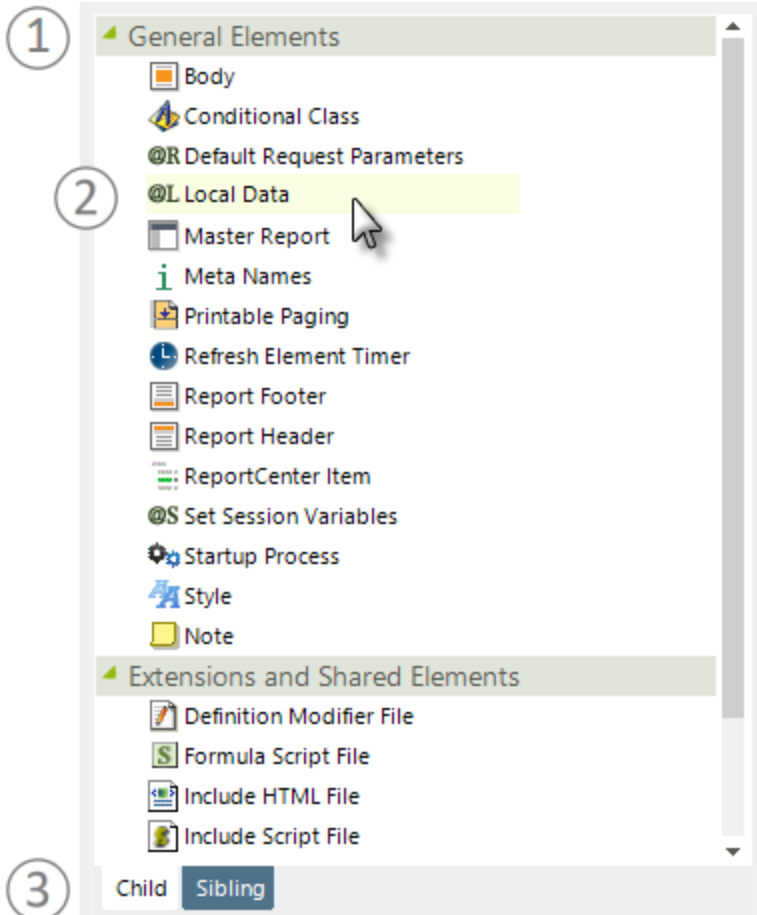 1 General Elements
Body
Conditional Class
@R Default Request Parameters
2 @L Local Data
Master Report
i Meta Names
Printable Paging
Refresh Element Timer
Report Footer
Report Header
ReportCenter Item
@S Set Session Variables
Startup Process
Style
Note
Extensions and Shared Elements
Definition Modifier File
S Formula Script File
Include HTML File
Include Script File
3 Child Sibling